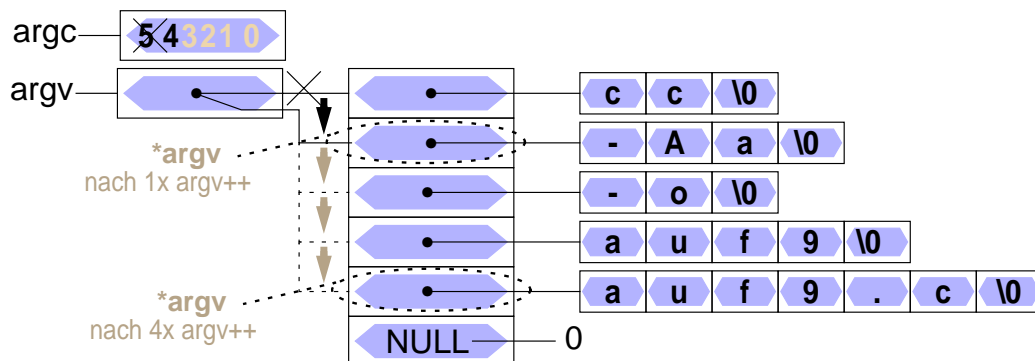 argc 5 4 3 2 1 0
argv c c \0
- A a \0
*argv
nach 1x argv++
- o \0
a u f 9 \0
*argv
a u f 9 . c \0
nach 4x argv++
NULL 0